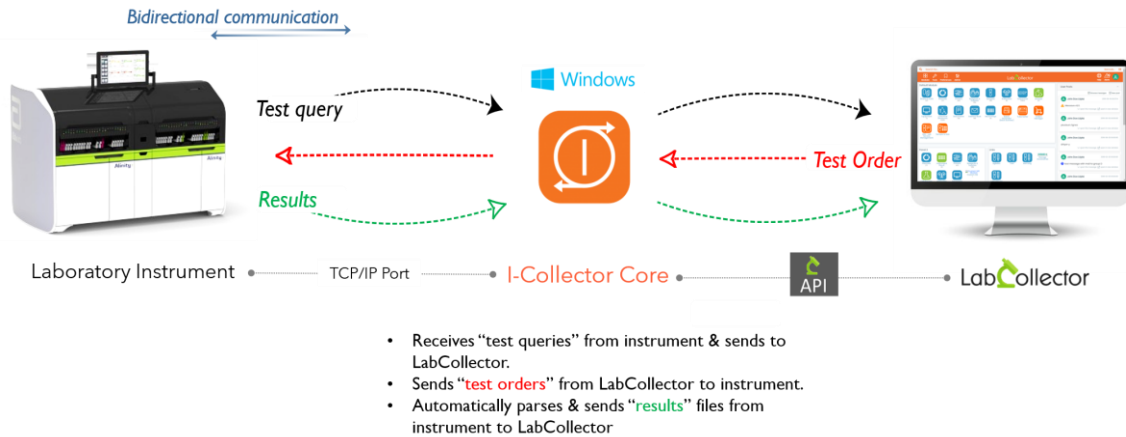 Bidirectional communication
Windows
Test query
Test Order
Results
Laboratory Instrument
TCP/IP Port
I-Collector Core
API
LabCollector
• Receives “test queries” from instrument & sends to
LabCollector.
• Sends “test orders” from LabCollector to instrument.
• Automatically parses & sends “results” files from
instrument to LabCollector